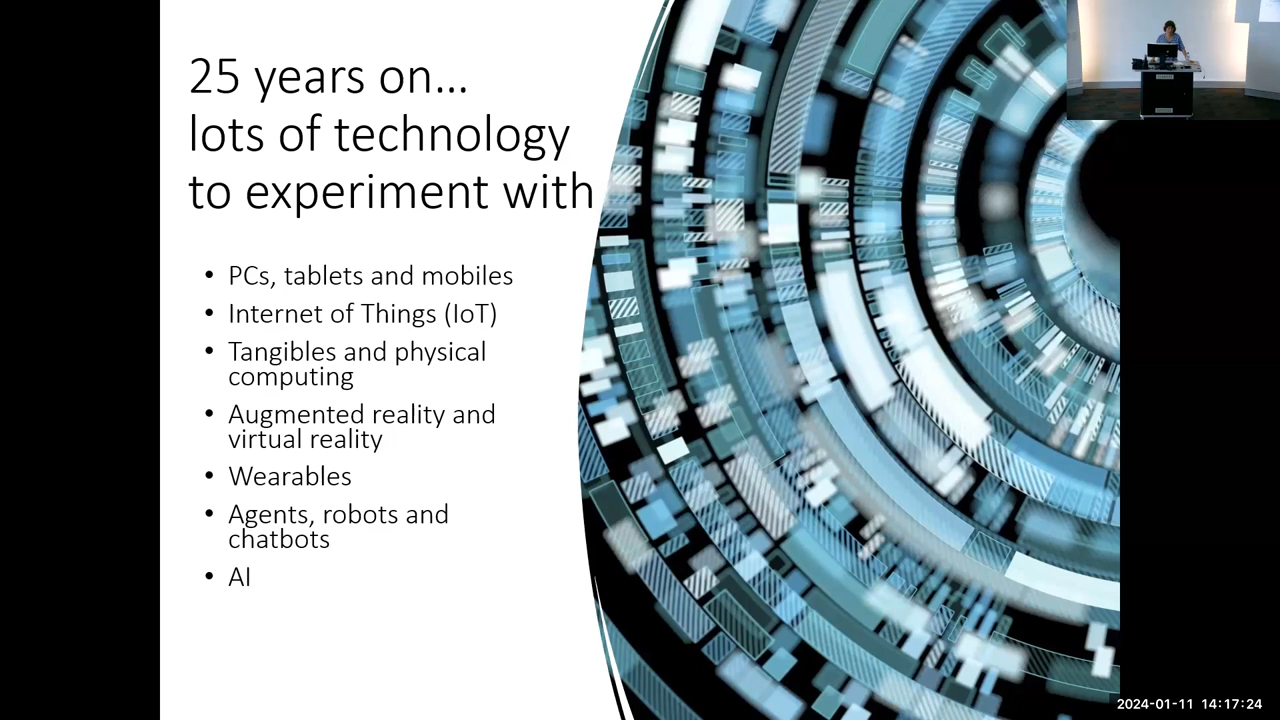 25 years on...
lots of technology
to experiment with
• PCs, tablets and mobiles
• Internet of Things (IoT)
• Tangibles and physical
computing
• Augmented reality and
virtual reality
• Wearables
• Agents, robots and
chatbots
• AI
2024-01-11 14:17:24